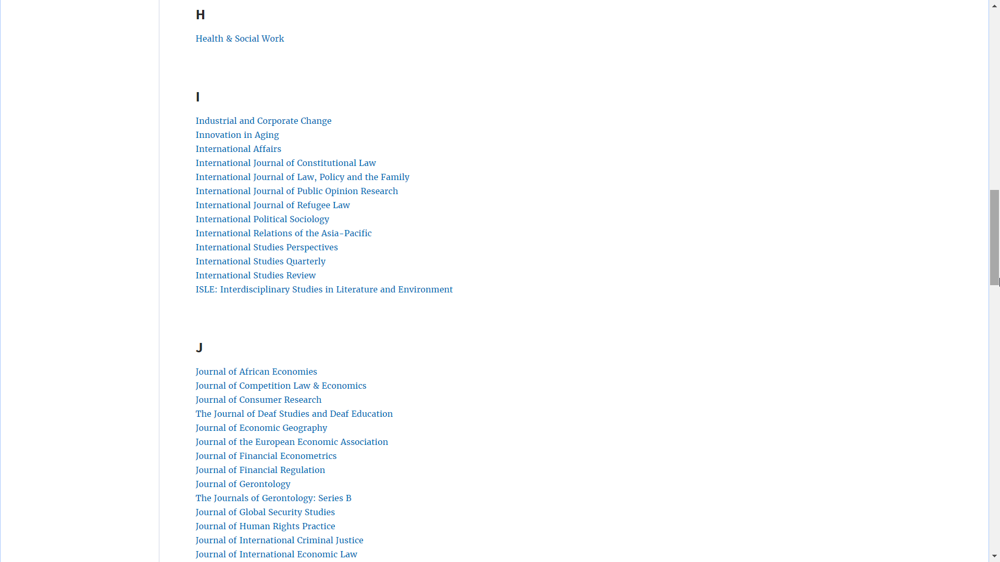 H
Health & Social Work
I
Industrial and Corporate Change
Innovation in Aging
International Affairs
International Journal of Constitutional Law
International Journal of Law, Policy and the Family
International Journal of Public Opinion Research
International Journal of Refugee Law
International Political Sociology
International Relations of the Asia-Pacific
International Studies Perspectives
International Studies Quarterly
International Studies Review
ISLE: Interdisciplinary Studies in Literature and Environment
J
Journal of African Economies
Journal of Competition Law & Economics
Journal of Consumer Research
The Journal of Deaf Studies and Deaf Education
Journal of Economic Geography
Journal of the European Economic Association
Journal of Financial Econometrics
Journal of Financial Regulation
Journal of Gerontology
The Journals of Gerontology: Series B
Journal of Global Security Studies
Journal of Human Rights Practice
Journal of International Criminal Justice
Journal of International Economic Law